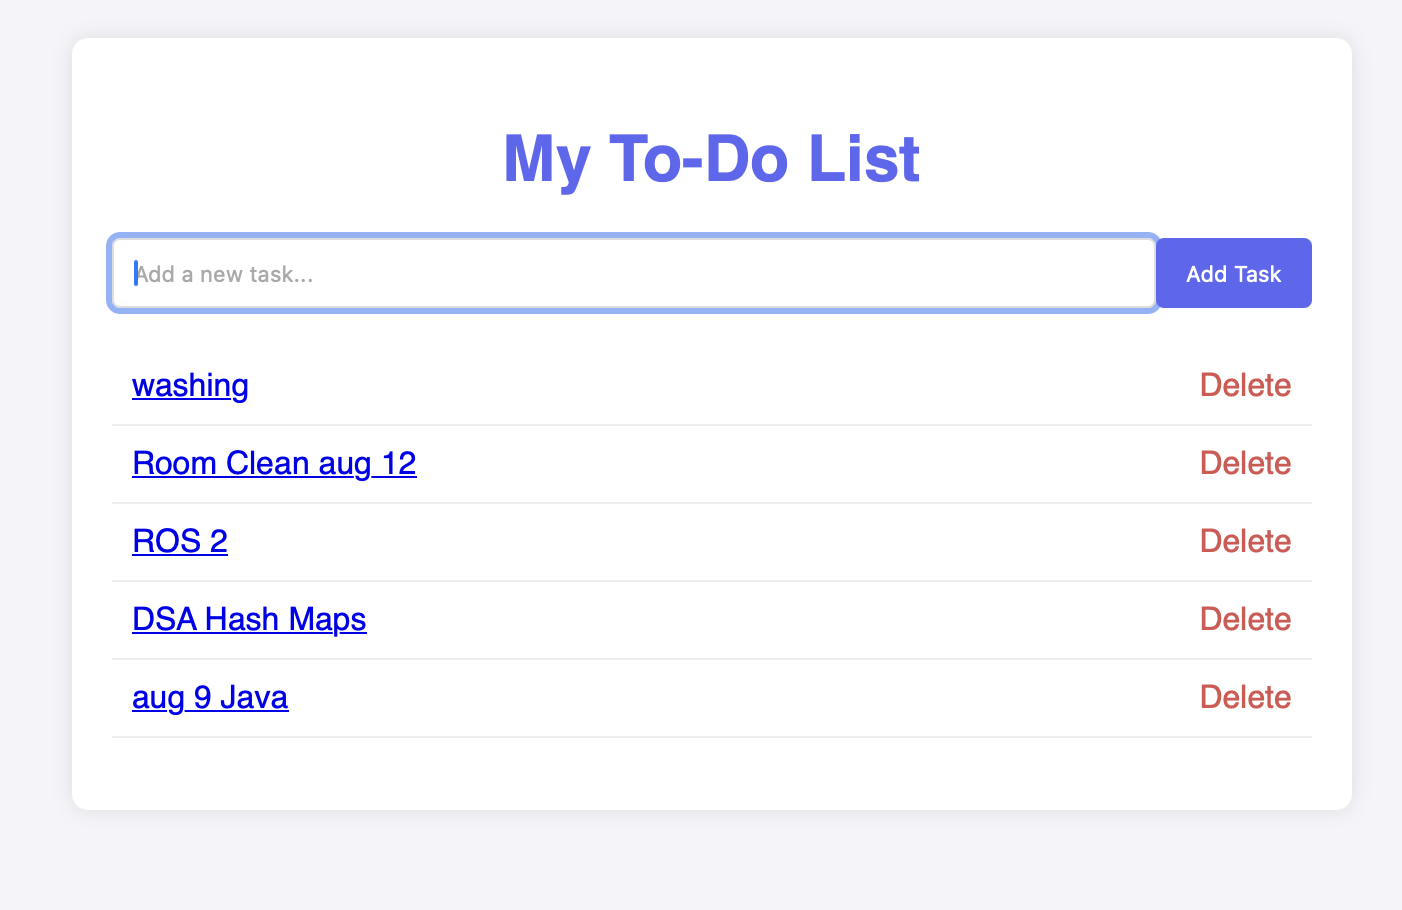 My To-Do List
Add a new task...
Add Task
washing
Delete
Room Clean aug 12
Delete
ROS 2
Delete
DSA Hash Maps
Delete
aug 9 Java
Delete